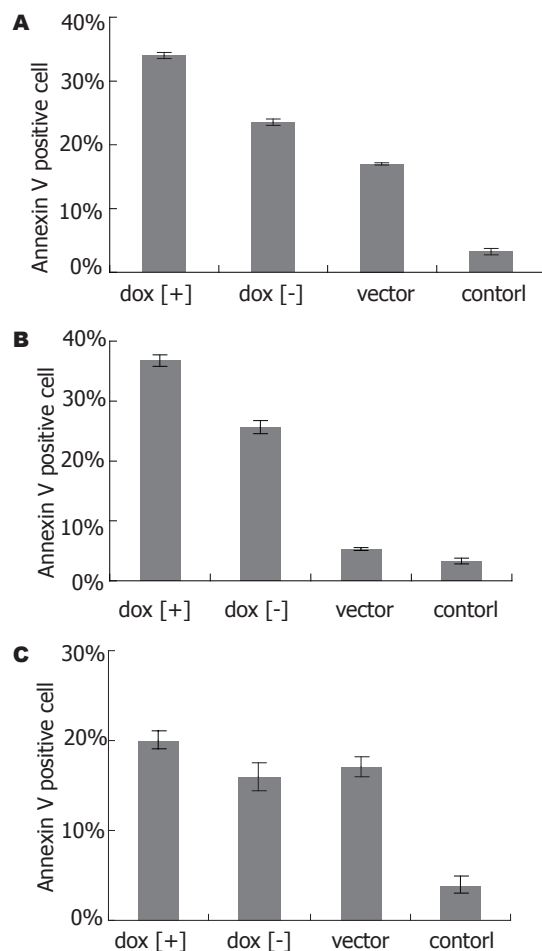 A
Annexin V positive cell
40%
30%
20%
10%
0%
dox [+] dox [-] vector contorl
B
Annexin V positive cell
40%
30%
20%
10%
0%
dox [+] dox [-] vector contorl
C
Annexin V positive cell
30%
20%
10%
0%
dox [+] dox [-] vector contorl